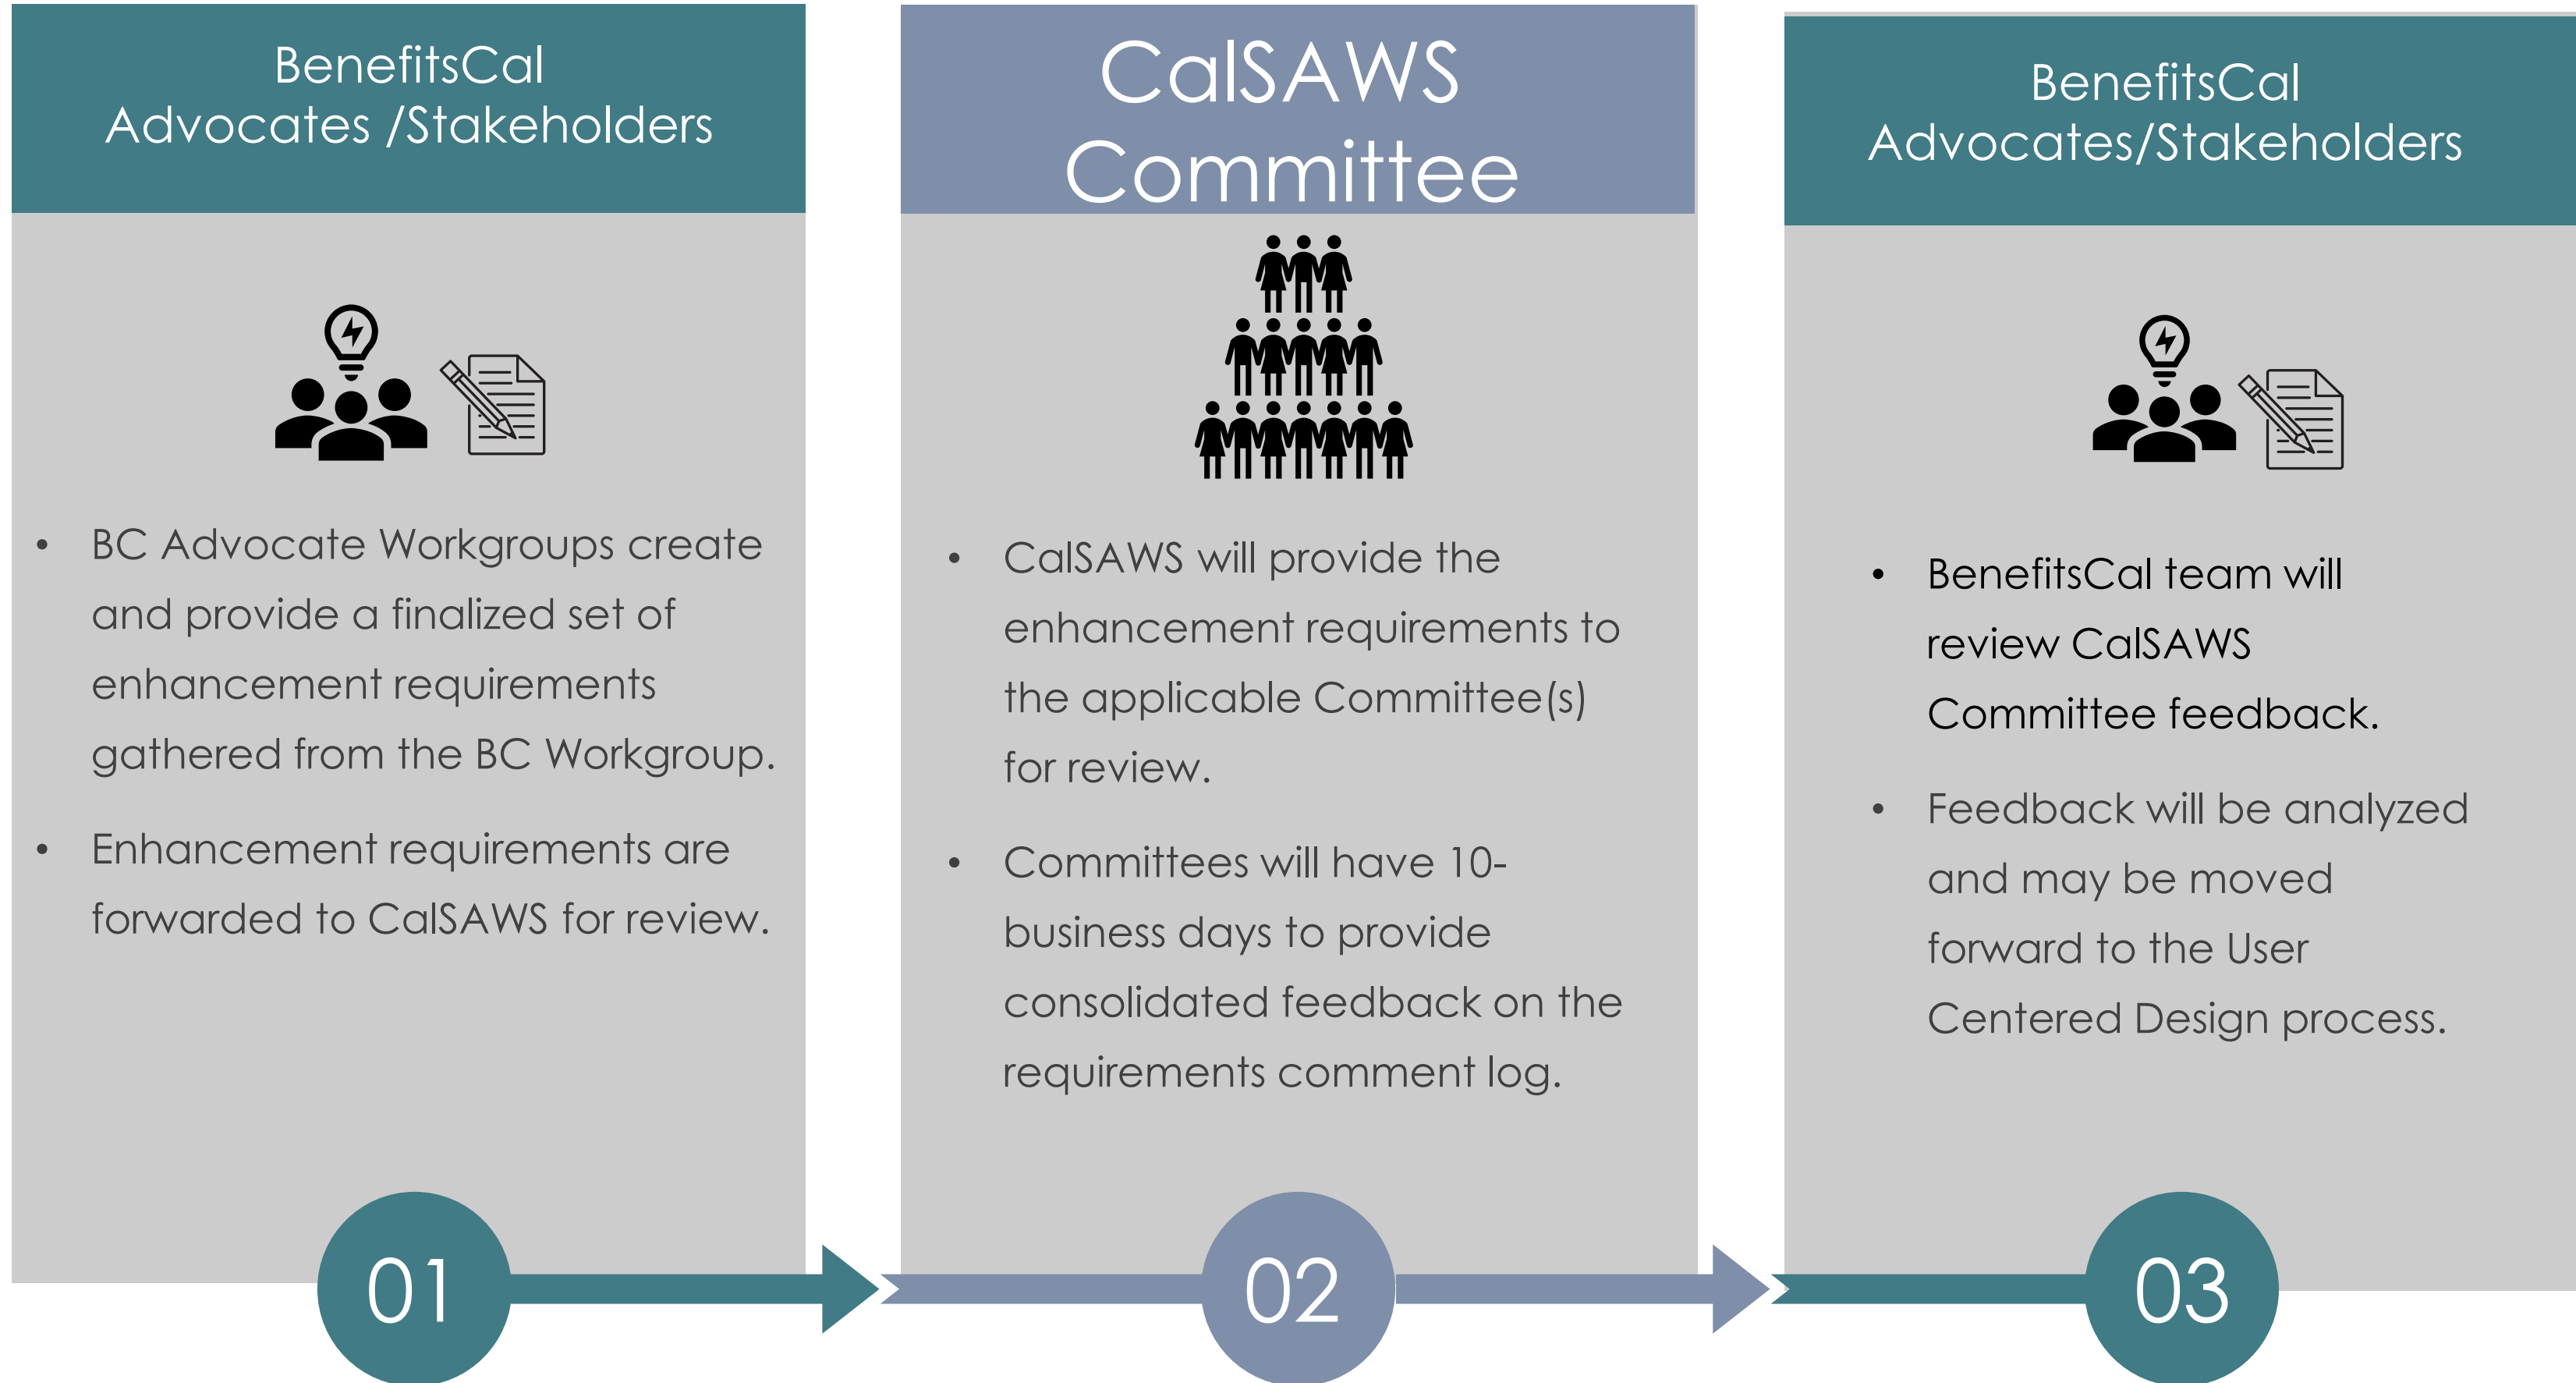 BenefitsCal
Advocates /Stakeholders
• BC Advocate Workgroups create
and provide a finalized set of
enhancement requirements
gathered from the BC Workgroup.
• Enhancement requirements are
forwarded to CalSAWS for review.
01
CalSAWS
Committee
• CalSAWS will provide the
enhancement requirements to
the applicable Committee(s)
for review.
• Committees will have 10-
business days to provide
consolidated feedback on the
requirements comment log.
02
BenefitsCal
Advocates/Stakeholders
• BenefitsCal team will
review CalSAWS
Committee feedback.
• Feedback will be analyzed
and may be moved
forward to the User
Centered Design process.
03